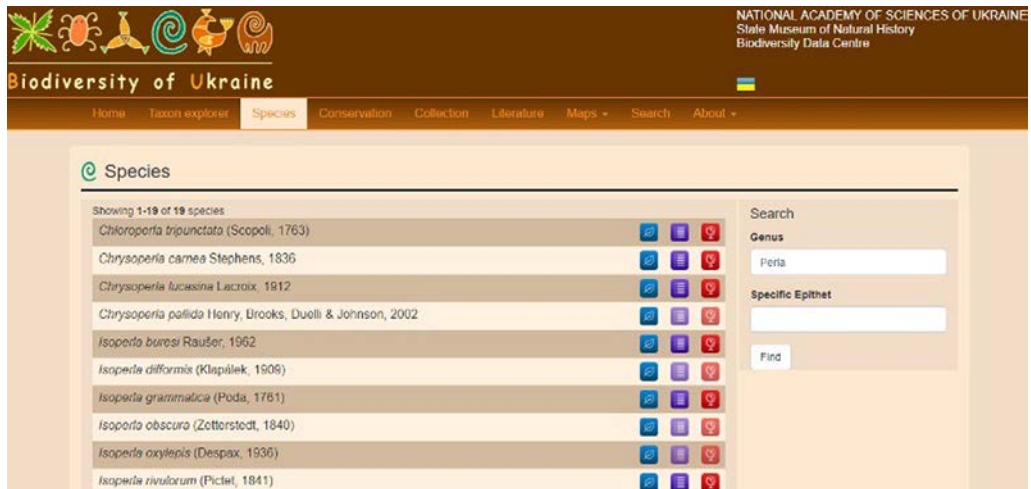 NATIONAL ACADEMY OF SCIENCES OF UKRAINE
State Museum of Natural History
Biodiversity Data Centre
Biodiversity of Ukraine
Home Taxon explorer Species Conservation Collection Literature Maps Search About
Species
Showing 1-19 of 19 species
Chloroperla tripunctata (Scopoli, 1763)
Chrysoperla carnea Stephens, 1836
Chrysoperla lucasina Lacroix, 1912
Chrysoperla pallida Henry, Brooks, Duelli & Johnson, 2002
Isoperla buresi Raušer, 1962
Isoperla difformis (Klapálek, 1909)
Isoperla grammatica (Poda, 1761)
Isoperla obscura (Zetterstedt, 1840)
Isoperla oxylepis (Despax, 1936)
Isoperla rivulorum (Pictet, 1841)
Search
Genus
Perla
Specific Epithet
Find